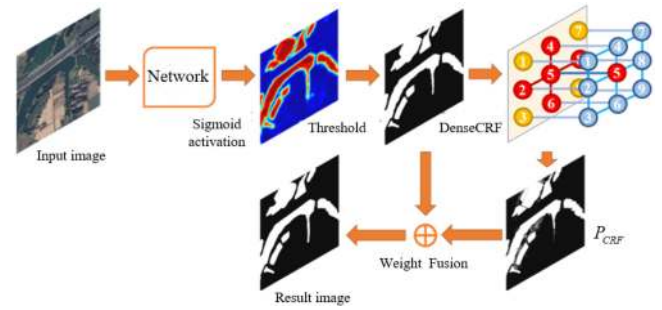 Network
Input image
Sigmoid
activation
Threshold
DenseCRF
7
4
1
5
2
6
3
7
4
1
8
5
2
9
6
3
P_CRF
Weight Fusion
Result image